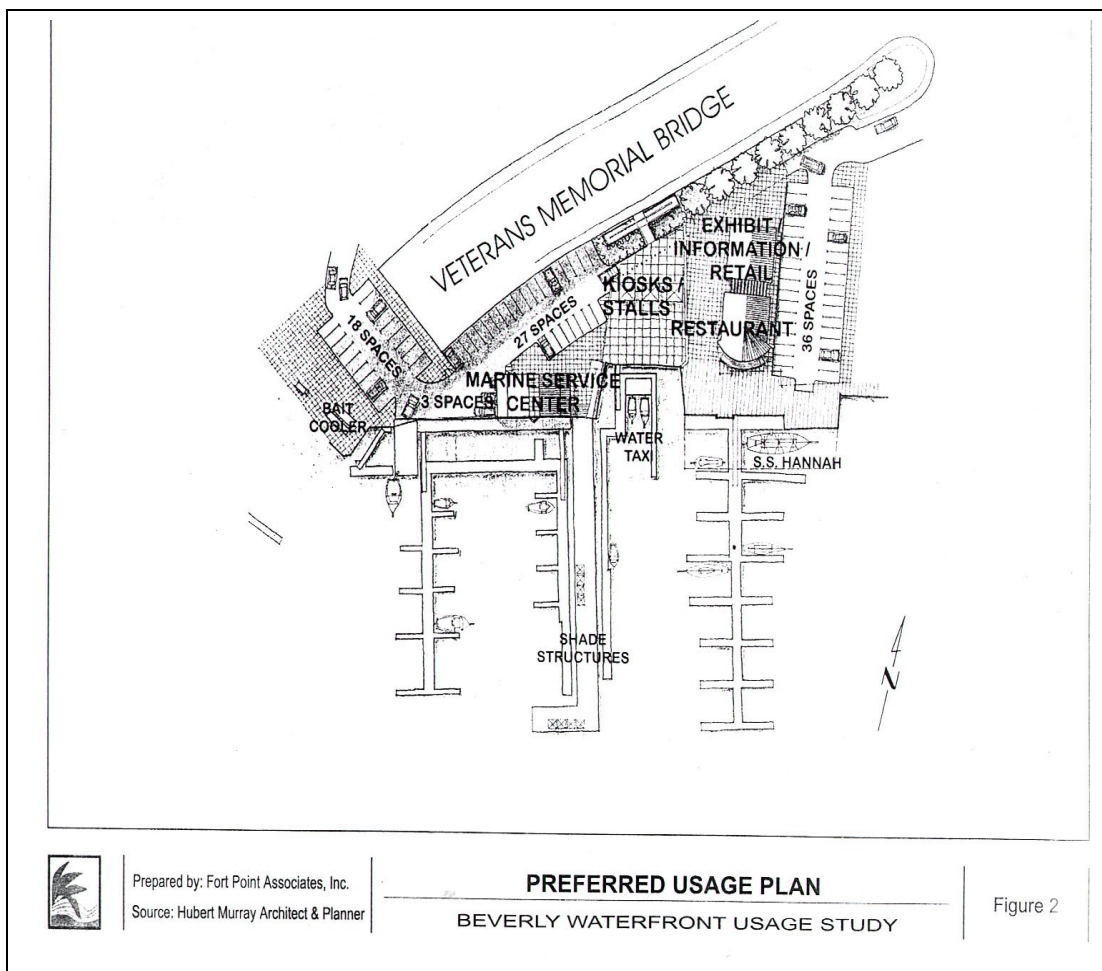 VETERANS MEMORIAL BRIDGE
EXHIBIT /
INFORMATION /
RETAIL
KIOSKS /
STALLS
RESTAURANT
36 SPACES
27 SPACES
18 SPACES
MARINE SERVICE
CENTER
3 SPACES
BAIT
COOLER
WATER
TAXI
S.S. HANNAH
SHADE
STRUCTURES
N
Prepared by: Fort Point Associates, Inc.
Source: Hubert Murray Architect & Planner
PREFERRED USAGE PLAN
BEVERLY WATERFRONT USAGE STUDY
Figure 2